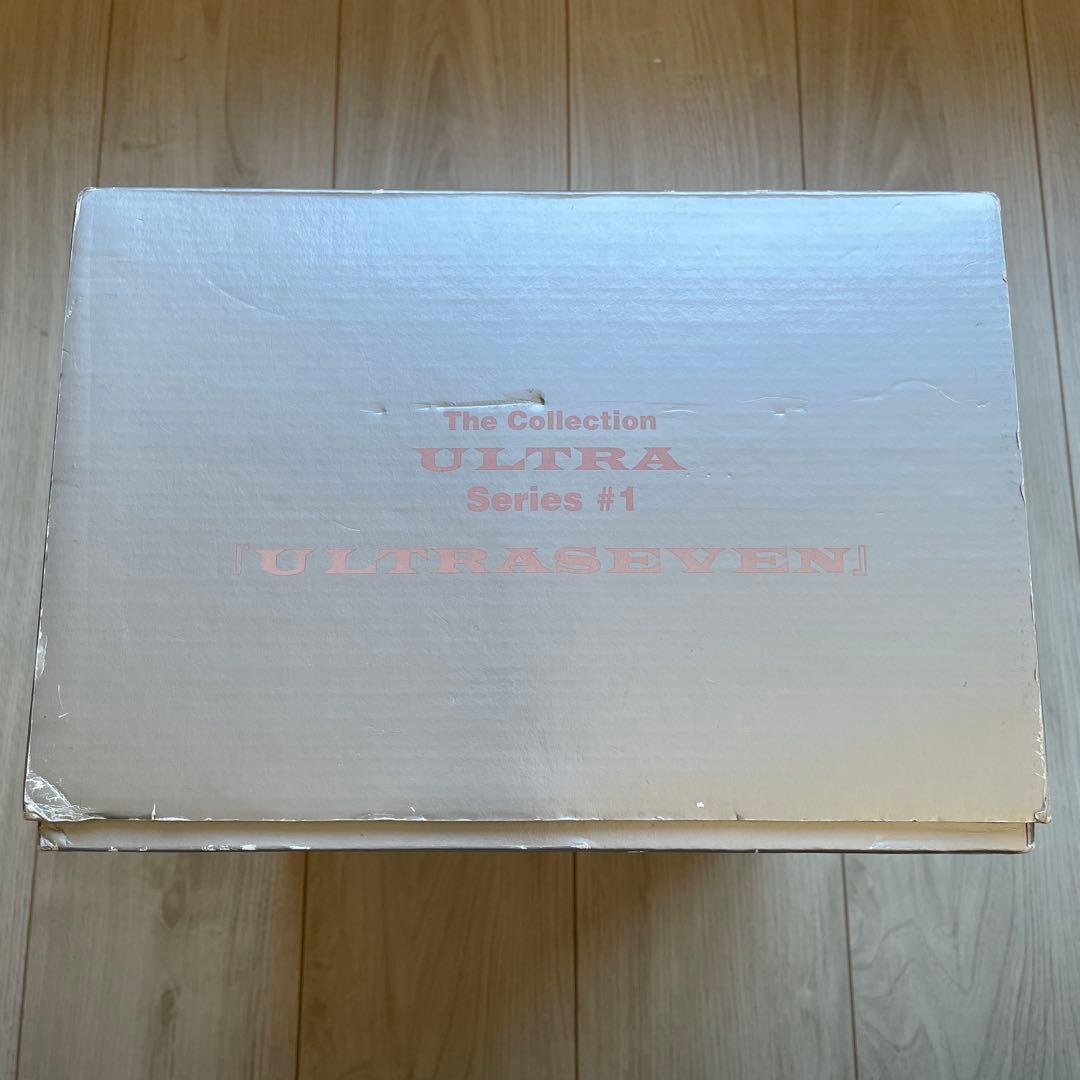 The Collection
ULTRA
Series #1
『ULTRASEVEN』